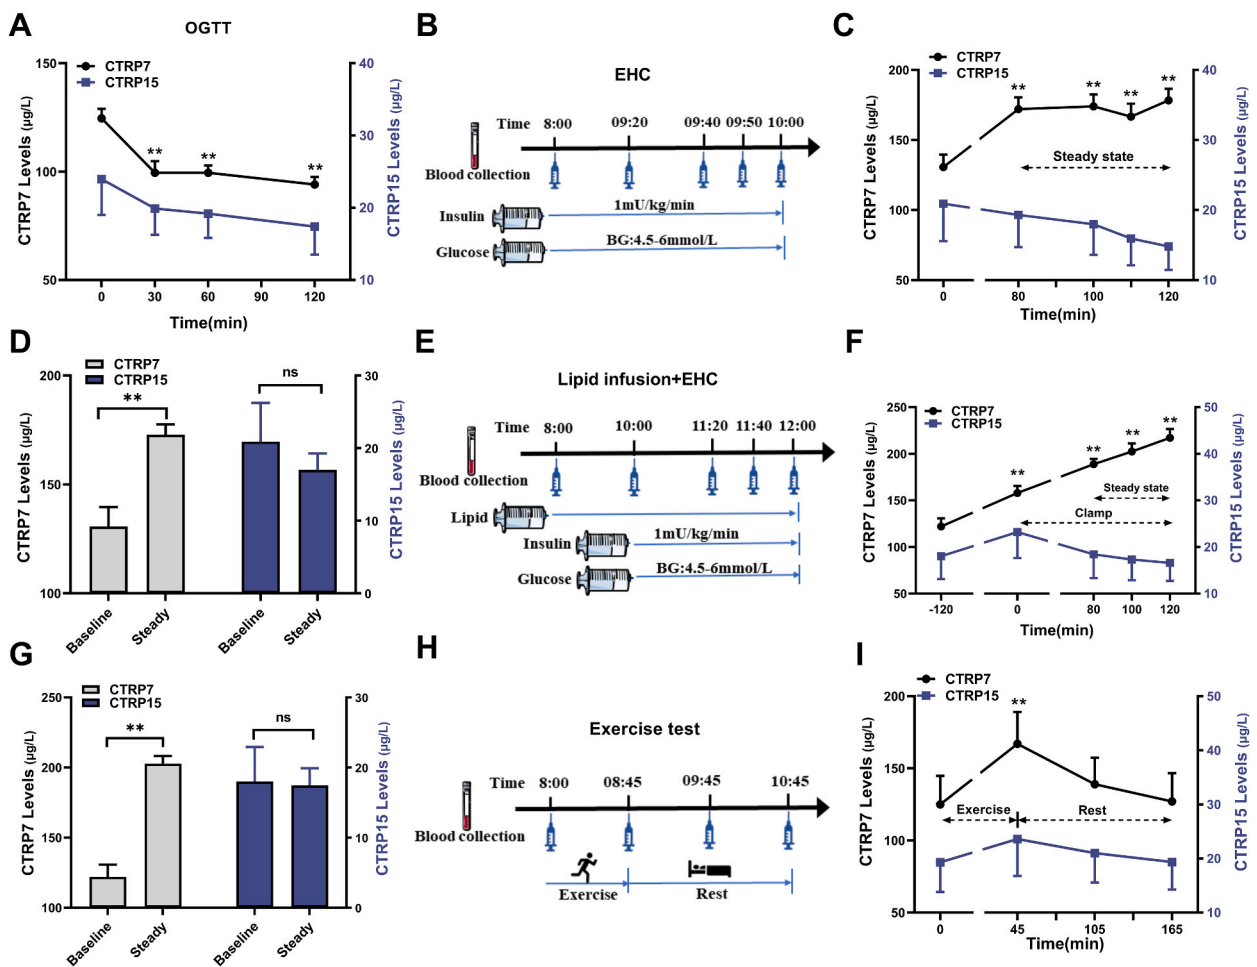 A
OGTT
CTRP7
CTRP15
CTRP7 Levels (µg/L)
150
100
50
CTRP15 Levels (µg/L)
40
30
20
10
**
**
**
0 30 60 90 120
Time(min)
B
EHC
Time 8:00 09:20 09:40 09:50 10:00
Blood collection
Insulin 1mU/kg/min
Glucose BG:4.5-6mmol/L
C
CTRP7
CTRP15
CTRP7 Levels (µg/L)
200
150
100
50
CTRP15 Levels (µg/L)
40
30
20
10
** ** ** **
Steady state
0 80 100 120
Time(min)
D
CTRP7
CTRP15
CTRP7 Levels (µg/L)
200
150
100
CTRP15 Levels (µg/L)
30
20
10
0
** ns
Baseline Steady Baseline Steady
E
Lipid infusion+EHC
Time 8:00 10:00 11:20 11:40 12:00
Blood collection
Lipid
Insulin 1mU/kg/min
Glucose BG:4.5-6mmol/L
F
CTRP7
CTRP15
CTRP7 Levels (µg/L)
250
200
150
100
50
CTRP15 Levels (µg/L)
50
40
30
20
10
** ** ** **
Steady state
Clamp
-120 0 80 100 120
Time(min)
G
CTRP7
CTRP15
CTRP7 Levels (µg/L)
250
200
150
100
CTRP15 Levels (µg/L)
30
20
10
0
** ns
Baseline Steady Baseline Steady
H
Exercise test
Time 8:00 08:45 09:45 10:45
Blood collection
Exercise Rest
I
CTRP7
CTRP15
CTRP7 Levels (µg/L)
200
150
100
50
CTRP15 Levels (µg/L)
50
40
30
20
10
**
Exercise Rest
0 45 105 165
Time(min)